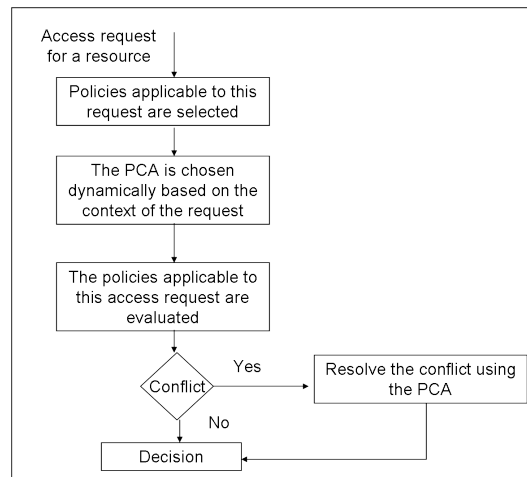 Access request
for a resource
Policies applicable to this
request are selected
The PCA is chosen
dynamically based on the
context of the request
The policies applicable to
this access request are
evaluated
Conflict
Yes
Resolve the conflict using
the PCA
No
Decision